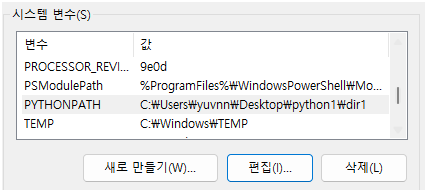 시스템 변수(S)
변수 값
PROCESSOR_REVI... 9e0d
PSModulePath %ProgramFiles%₩WindowsPowerShell₩Mo...
PYTHONPATH C:₩Users₩yuvnn₩Desktop₩python1₩dir1
TEMP C:₩Windows₩TEMP
새로 만들기(W)... 편집(I)... 삭제(L)